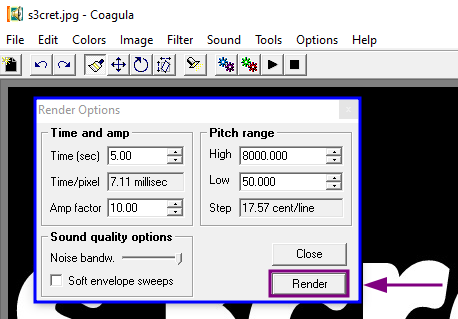 s3cret.jpg - Coagula
File Edit Colors Image Filter Sound Tools Options Help
Render Options
Time and amp
Time (sec) 5.00
Time/pixel 7.11 millisec
Amp factor 10.00
Pitch range
High 8000.000
Low 50.000
Step 17.57 cent/line
Sound quality options
Noise bandw.
Soft envelope sweeps
Close
Render